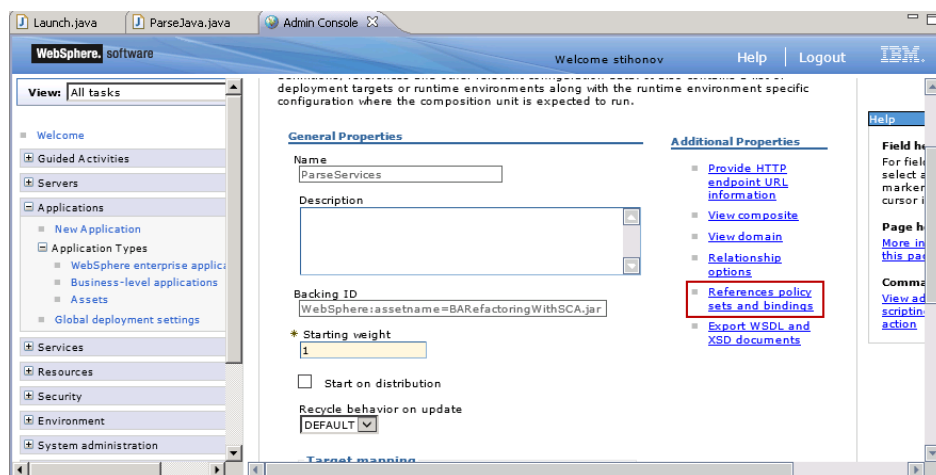 Launch.java ParseJava.java Admin Console
WebSphere. software Welcome stihonov Help Logout IBM.
View: All tasks
Welcome
Guided Activities
Servers
Applications
New Application
Application Types
WebSphere enterprise applica
Business-level applications
Assets
Global deployment settings
Services
Resources
Security
Environment
System administration
deployment targets or runtime environments along with the runtime environment specific
configuration where the composition unit is expected to run.
General Properties
Name
ParseServices
Description
Backing ID
WebSphere:assetname=BARefactoringWithSCA.jar
* Starting weight
1
Start on distribution
Recycle behavior on update
DEFAULT
Target mapping
Additional Properties
Provide HTTP
endpoint URL
information
View composite
View domain
Relationship
options
References policy
sets and bindings
Export WSDL and
XSD documents
Help
Field he
For fiel
select a
marker
cursor i
Page h
More in
this pa
Comma
View ad
scriptin
action